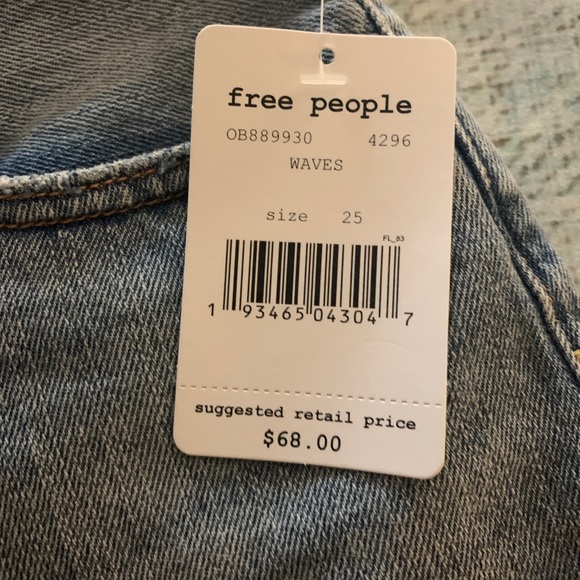 free people
OB889930 4296
WAVES
size 25
FL_83
1 93465 04304 7
suggested retail price
$68.00